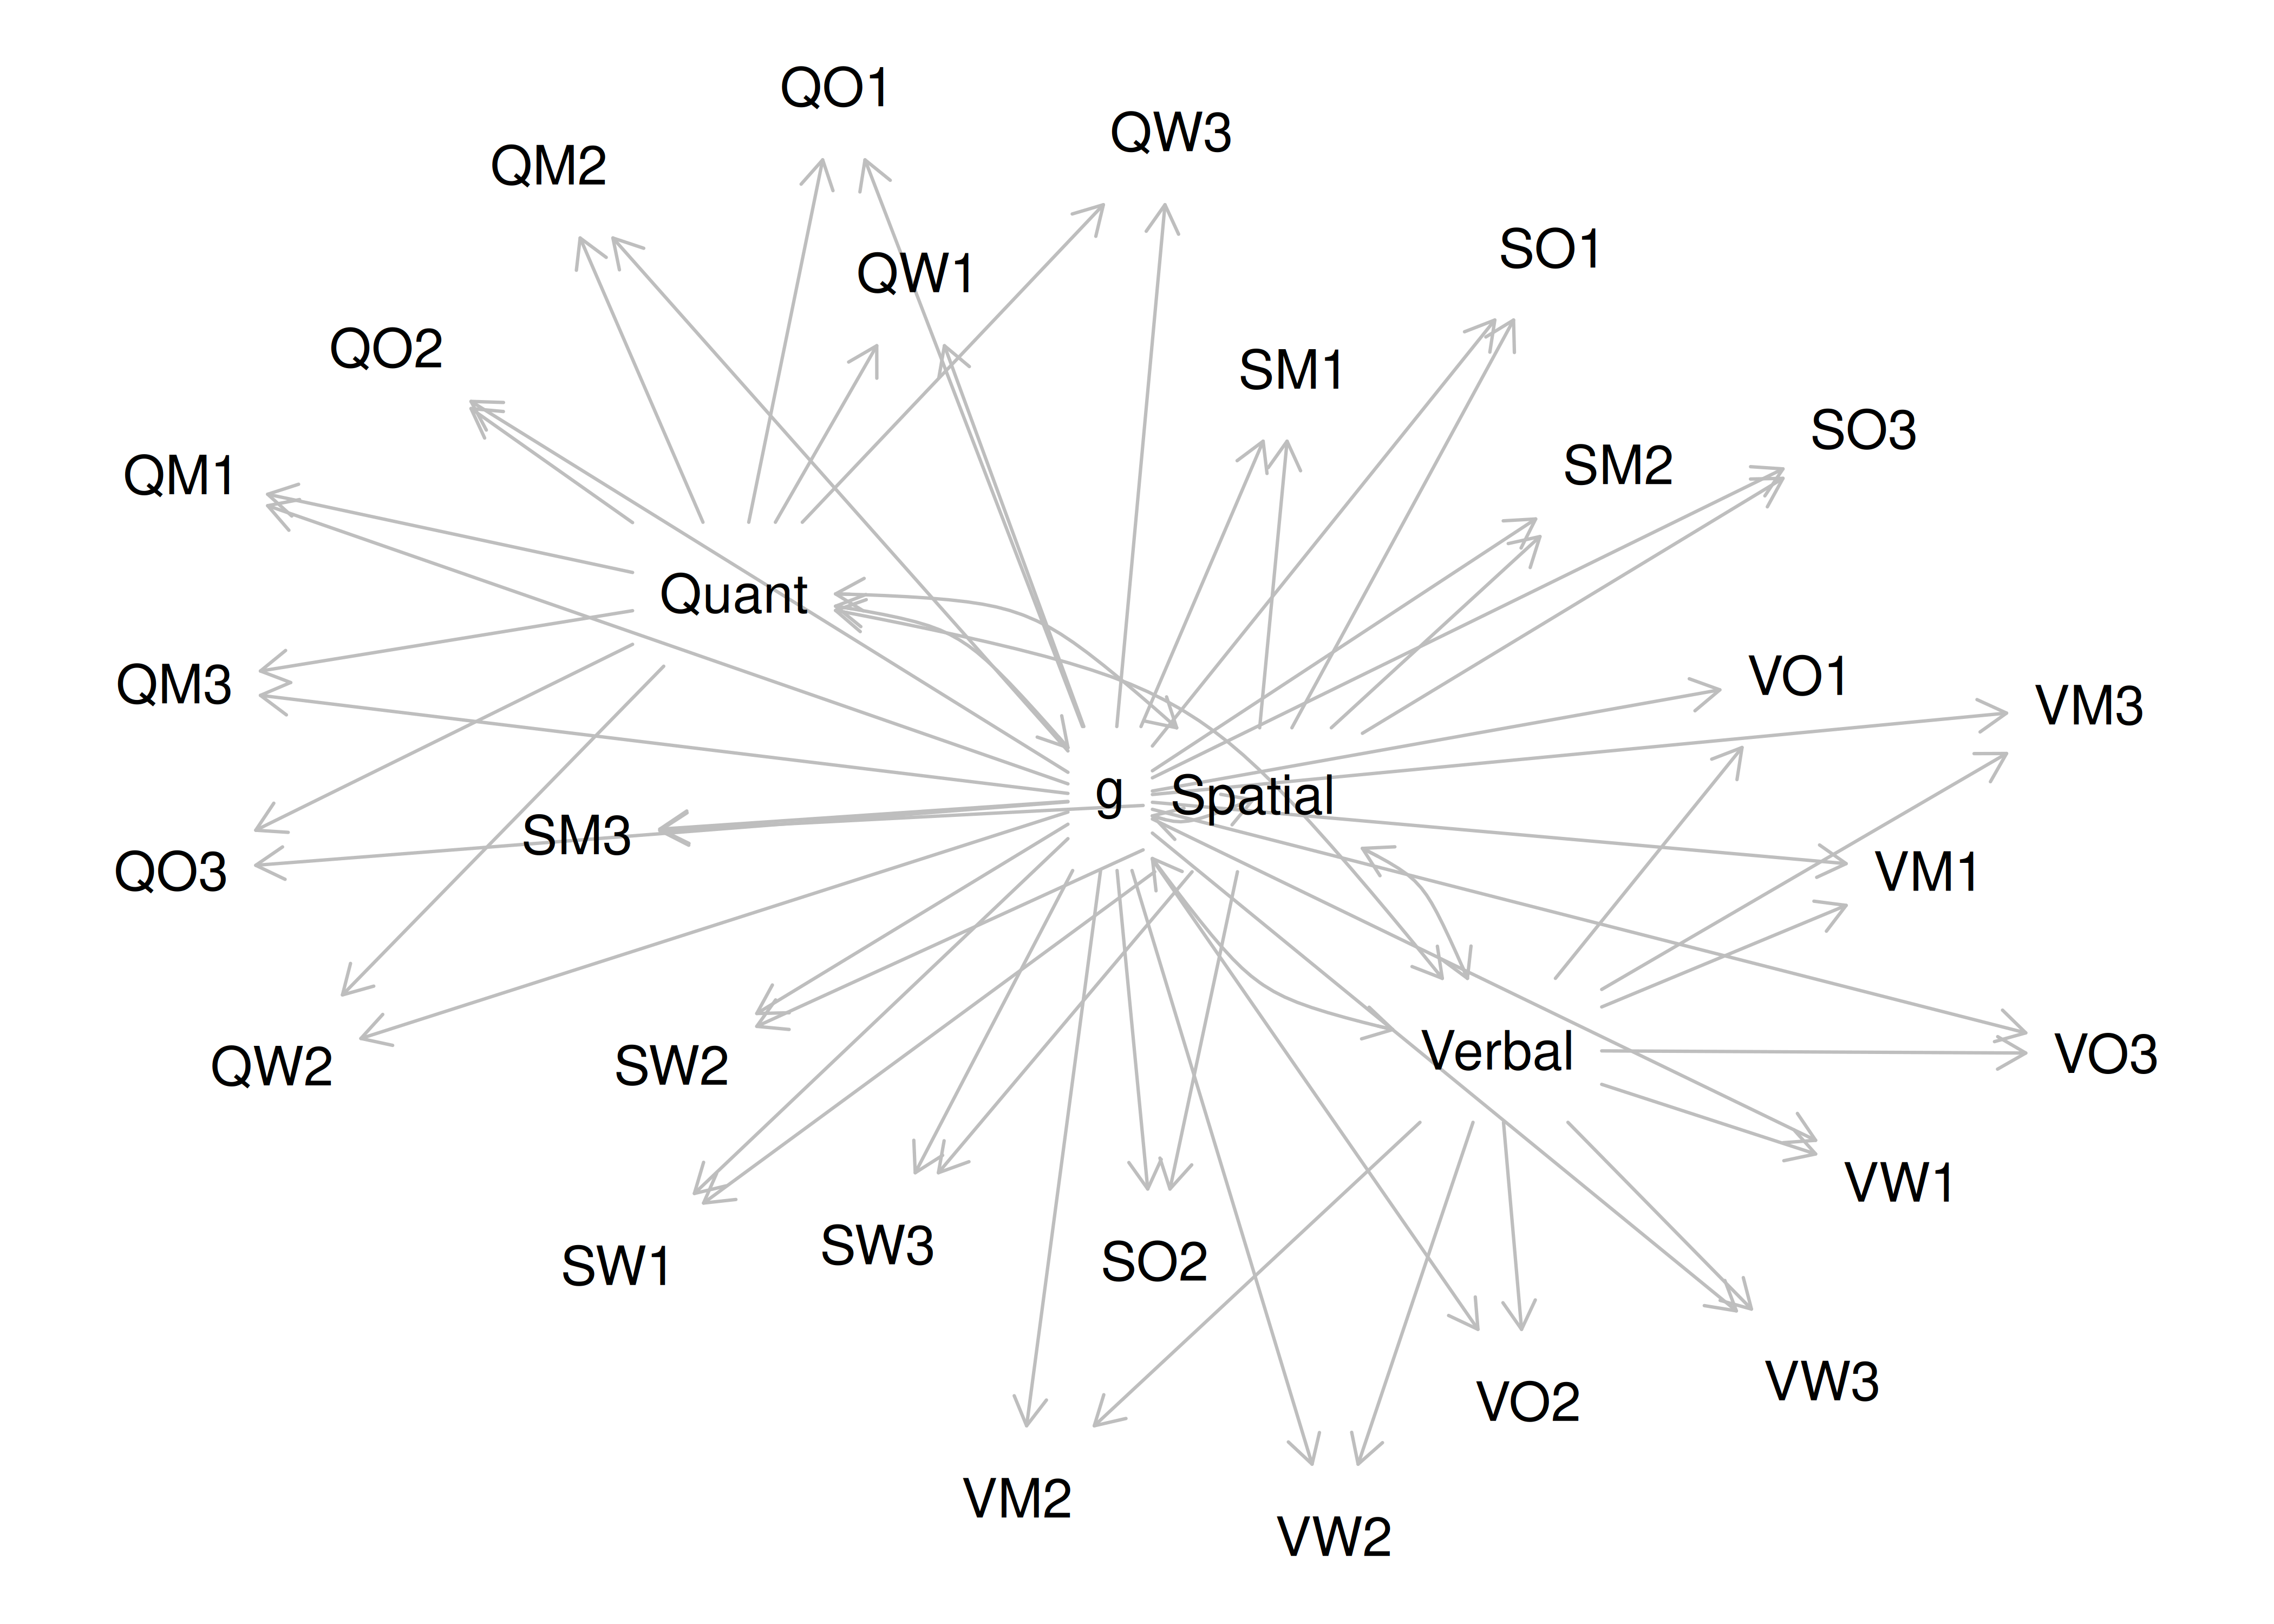 QO1
QW3
QM2
SO1
QW1
QO2
SM1
SO3
SM2
QM1
Quant
VO1
QM3
VM3
g
Spatial
SM3
QO3
VM1
Verbal
VO3
QW2
SW2
VW1
SW3
SO2
SW1
VW3
VO2
VM2
VW2